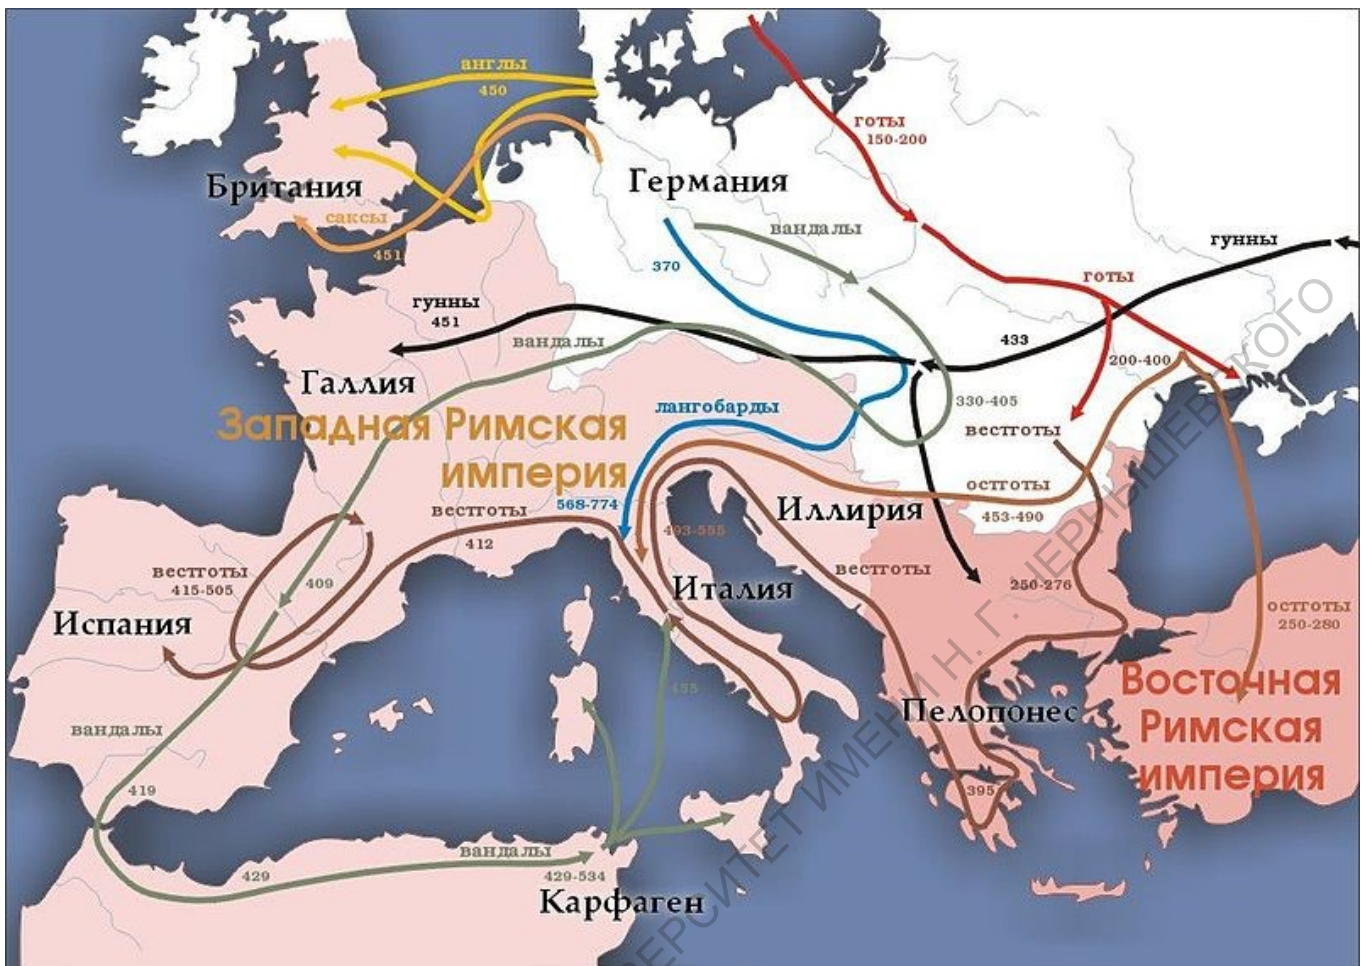 англы
450
готы
150-200
Британия
Германия
саксы
451
вандалы
370
гунны
готы
гунны
451
433
вандалы
200-400
Галлия
330-405
лангобарды
вестготы
Западная Римская
империя
остготы
453-490
568-774
Иллирия
вестготы
412
493-555
вестготы
415-505
409
вестготы
250-276
Италия
остготы
250-280
Испания
Восточная
Римская
империя
455
Пелопонес
вандалы
419
395
вандалы
429
429-534
Карфаген
ВЕРСИТЕТ ИМЕНИ Н. Г. ЧЕРНЫШЕВСКОГО